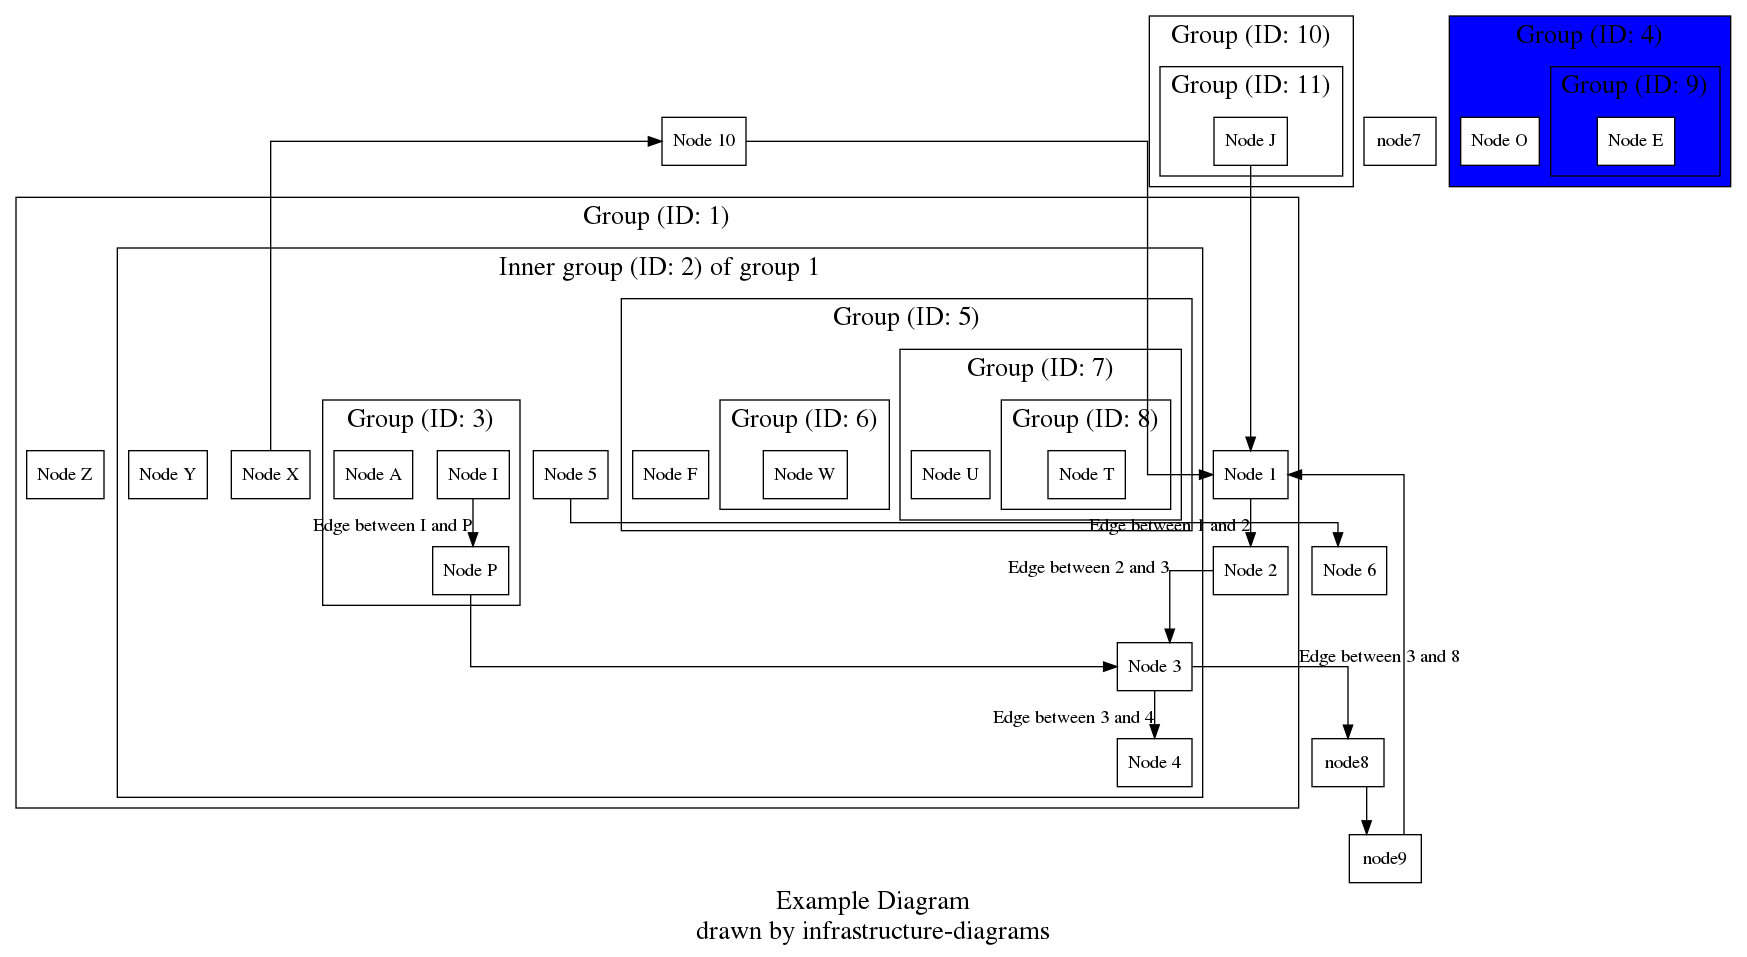 Group (ID: 10)
Group (ID: 4)
Group (ID: 11)
Group (ID: 9)
Node 10
Node J
node7
Node O
Node E
Group (ID: 1)
Inner group (ID: 2) of group 1
Group (ID: 5)
Group (ID: 7)
Group (ID: 3)
Group (ID: 6)
Group (ID: 8)
Node Z
Node Y
Node X
Node A
Node I
Node 5
Node F
Node W
Node U
Node T
Node 1
Edge between I and P
Edge between 1 and 2
Node P
Edge between 2 and 3
Node 2
Node 6
Edge between 3 and 8
Node 3
Edge between 3 and 4
Node 4
node8
node9
Example Diagram
drawn by infrastructure-diagrams